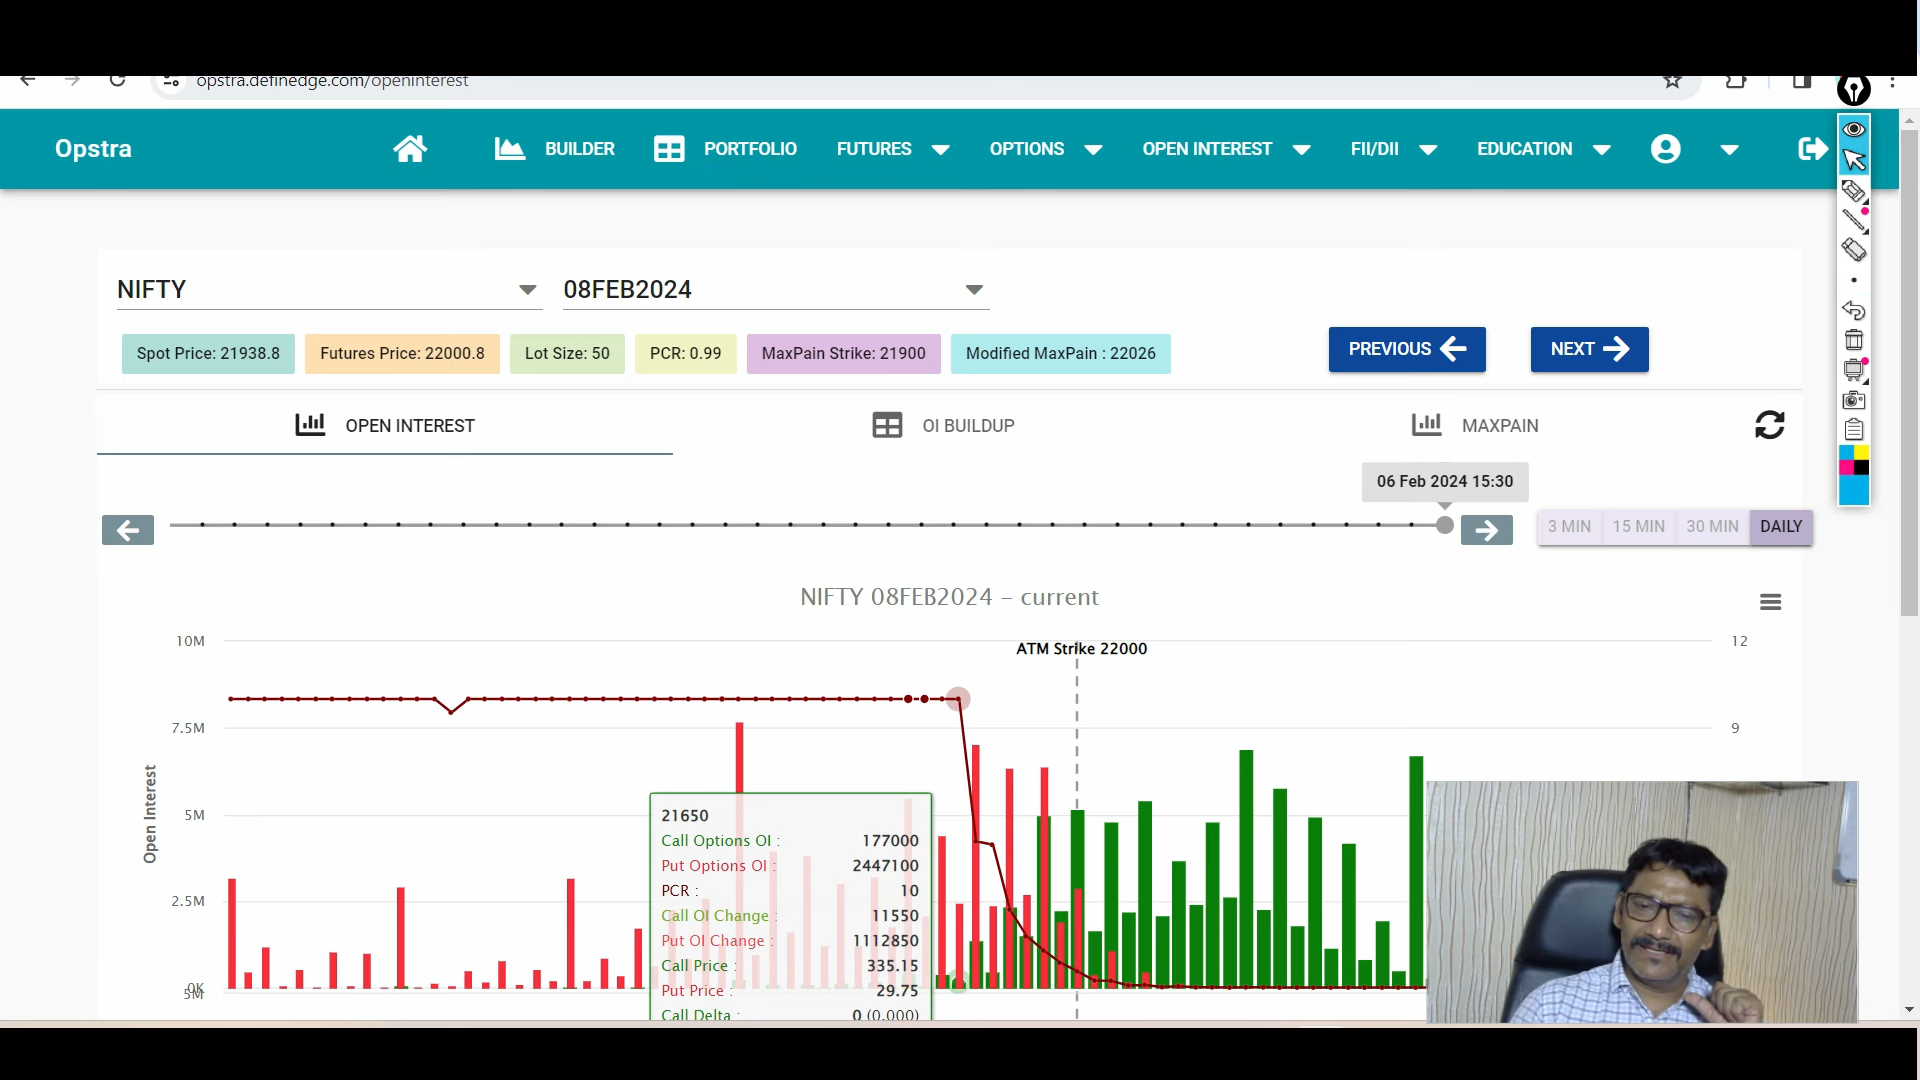 opstra.definedge.com/openinterest
Opstra
BUILDER
PORTFOLIO
FUTURES
OPTIONS
OPEN INTEREST
FII/DII
EDUCATION
NIFTY
08FEB2024
Spot Price: 21938.8
Futures Price: 22000.8
Lot Size: 50
PCR: 0.99
MaxPain Strike: 21900
Modified MaxPain : 22026
PREVIOUS
NEXT
OPEN INTEREST
OI BUILDUP
MAXPAIN
06 Feb 2024 15:30
3 MIN
15 MIN
30 MIN
DAILY
NIFTY 08FEB2024 – current
10M
12
ATM Strike 22000
7.5M
9
Open Interest
5M
2.5M
0K
5M
21650
Call Options OI : 177000
Put Options OI : 2447100
PCR : 10
Call OI Change : 11550
Put OI Change : 1112850
Call Price : 335.15
Put Price : 29.75
Call Delta : 0 (0.000)